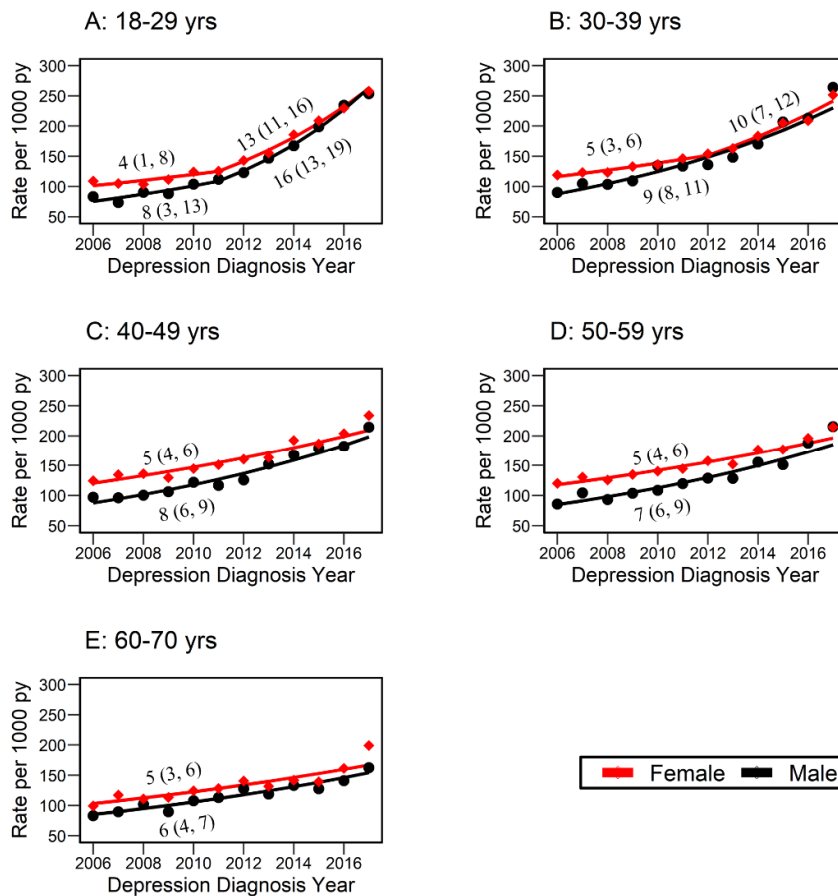 A: 18-29 yrs
Rate per 1000 py
300
250
200
150
100
50
4 (1, 8)
13 (11, 16)
16 (13, 19)
8 (3, 13)
2006 2008 2010 2012 2014 2016
Depression Diagnosis Year
B: 30-39 yrs
Rate per 1000 py
300
250
200
150
100
50
5 (3, 6)
10 (7, 12)
9 (8, 11)
2006 2008 2010 2012 2014 2016
Depression Diagnosis Year
C: 40-49 yrs
Rate per 1000 py
300
250
200
150
100
50
5 (4, 6)
8 (6, 9)
2006 2008 2010 2012 2014 2016
Depression Diagnosis Year
D: 50-59 yrs
Rate per 1000 py
300
250
200
150
100
50
5 (4, 6)
7 (6, 9)
2006 2008 2010 2012 2014 2016
Depression Diagnosis Year
E: 60-70 yrs
Rate per 1000 py
300
250
200
150
100
50
5 (3, 6)
6 (4, 7)
2006 2008 2010 2012 2014 2016
Depression Diagnosis Year
Female Male